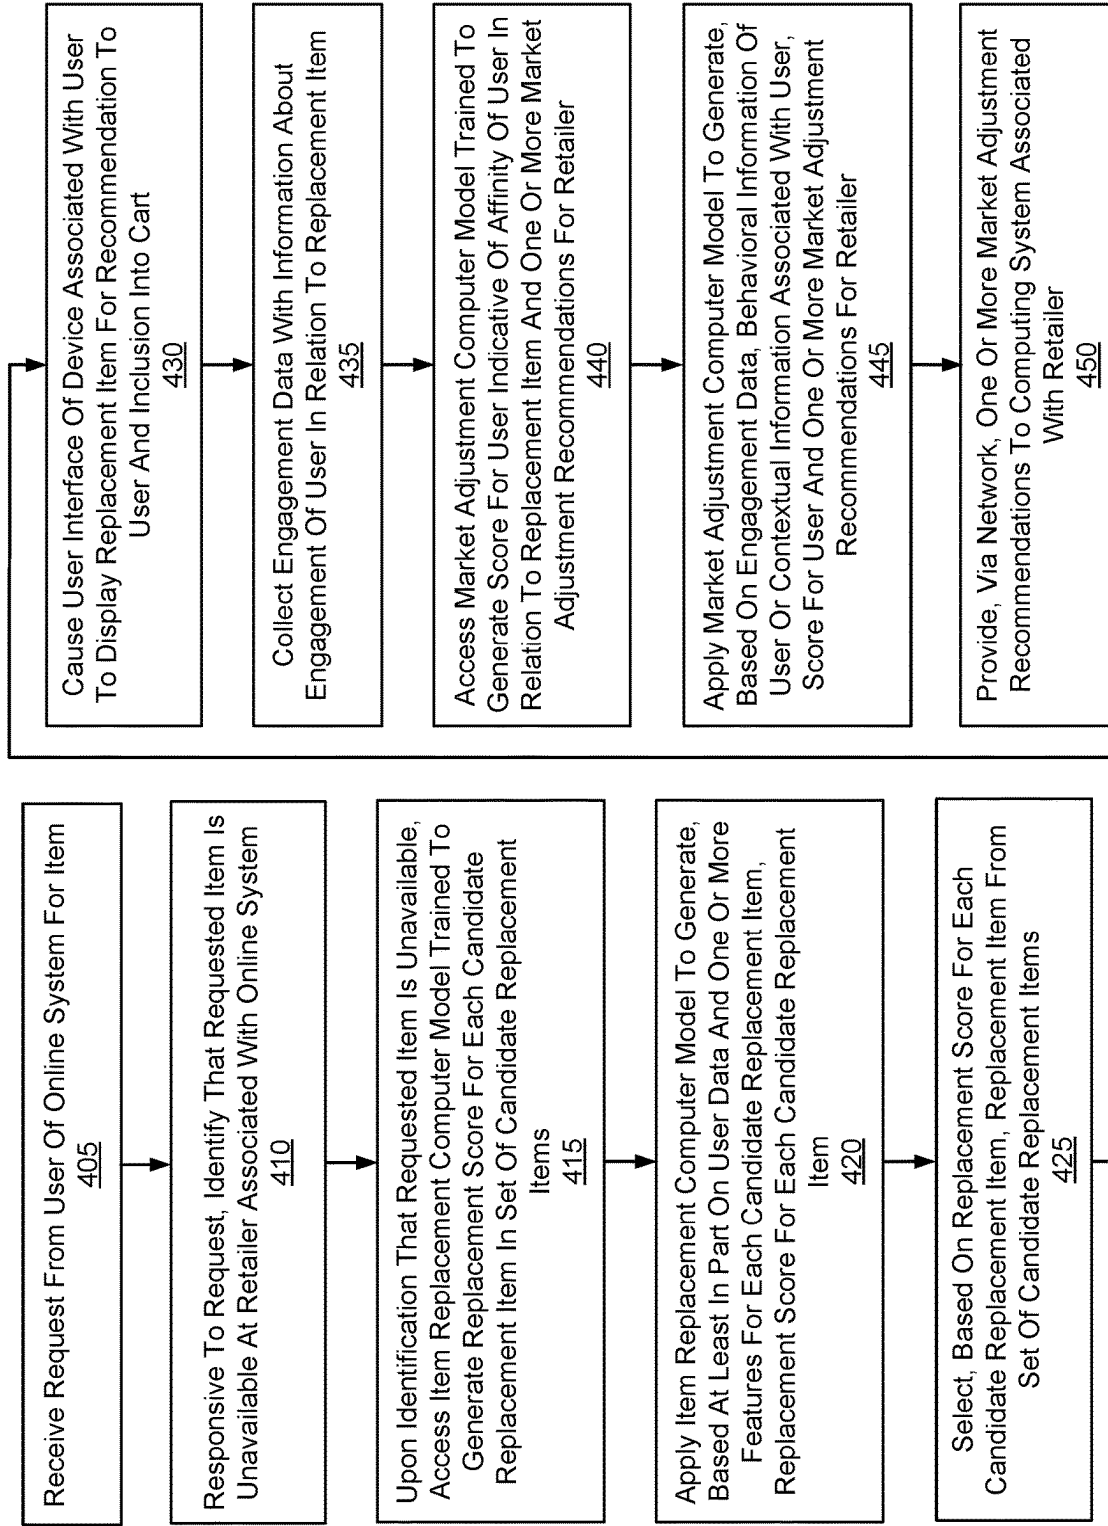 Receive Request From User Of Online System For Item
405
Responsive To Request, Identify That Requested Item Is
Unavailable At Retailer Associated With Online System
410
Upon Identification That Requested Item Is Unavailable,
Access Item Replacement Computer Model Trained To
Generate Replacement Score For Each Candidate
Replacement Item In Set Of Candidate Replacement
Items
415
Apply Item Replacement Computer Model To Generate,
Based At Least In Part On User Data And One Or More
Features For Each Candidate Replacement Item,
Replacement Score For Each Candidate Replacement
Item
420
Select, Based On Replacement Score For Each
Candidate Replacement Item, Replacement Item From
Set Of Candidate Replacement Items
425
Cause User Interface Of Device Associated With User
To Display Replacement Item For Recommendation To
User And Inclusion Into Cart
430
Collect Engagement Data With Information About
Engagement Of User In Relation To Replacement Item
435
Access Market Adjustment Computer Model Trained To
Generate Score For User Indicative Of Affinity Of User In
Relation To Replacement Item And One Or More Market
Adjustment Recommendations For Retailer
440
Apply Market Adjustment Computer Model To Generate,
Based On Engagement Data, Behavioral Information Of
User Or Contextual Information Associated With User,
Score For User And One Or More Market Adjustment
Recommendations For Retailer
445
Provide, Via Network, One Or More Market Adjustment
Recommendations To Computing System Associated
With Retailer
450